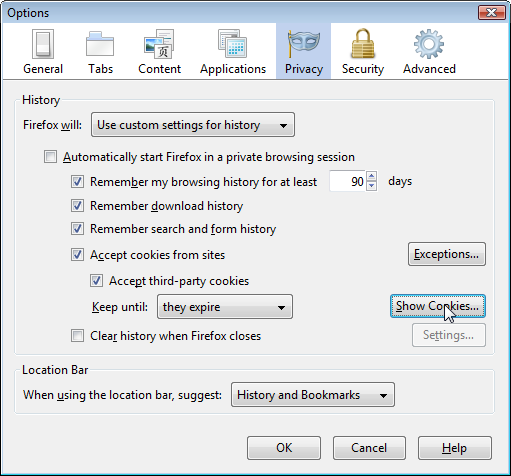 Options
General Tabs Content Applications Privacy Security Advanced
History
Firefox will: Use custom settings for history
Automatically start Firefox in a private browsing session
Remember my browsing history for at least 90 days
Remember download history
Remember search and form history
Accept cookies from sites Exceptions...
Accept third-party cookies
Keep until: they expire Show Cookies...
Clear history when Firefox closes Settings...
Location Bar
When using the location bar, suggest: History and Bookmarks
OK Cancel Help